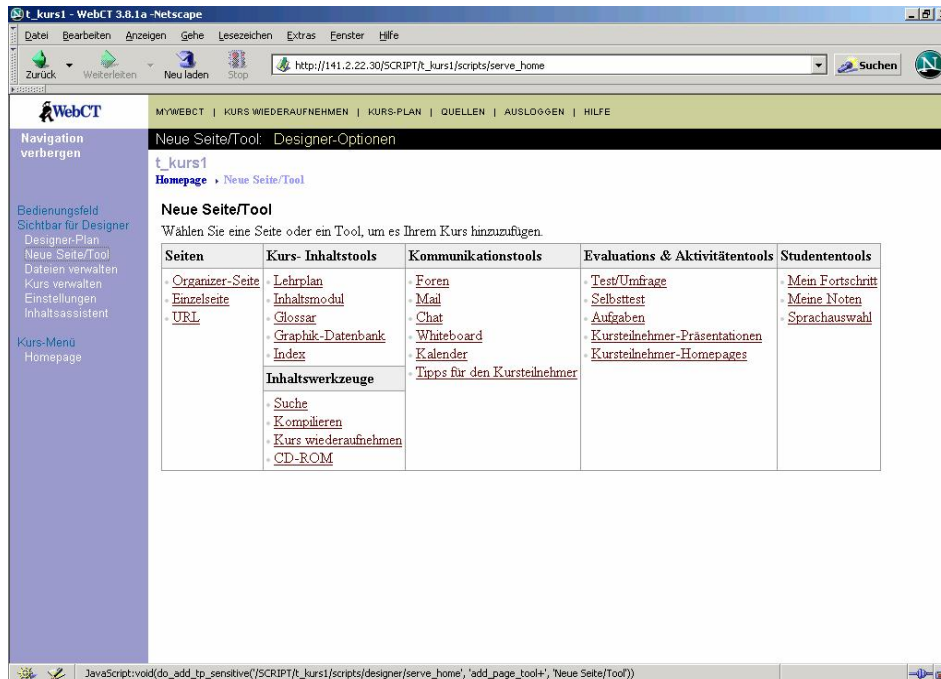 t_kurs1 - WebCT 3.8.1a -Netscape
Datei Bearbeiten Anzeigen Gehe Lesezeichen Extras Fenster Hilfe
Zurück Weiterleiten Neu laden Stop http://141.2.22.30/SCRIPT/t_kurs1/scripts/serve_home Suchen N
WebCT
MYWEBCT | KURS WIEDERAUFNEHMEN | KURS-PLAN | QUELLEN | AUSLOGGEN | HILFE
Navigation
verbergen
Bedienungsfeld
Sichtbar für Designer
Designer-Plan
Neue Seite/Tool
Dateien verwalten
Kurs verwalten
Einstellungen
Inhaltsassistent
Kurs-Menü
Homepage
Neue Seite/Tool: Designer-Optionen
t_kurs1
Homepage › Neue Seite/Tool
Neue Seite/Tool
Wählen Sie eine Seite oder ein Tool, um es Ihrem Kurs hinzuzufügen.
Seiten
Organizer-Seite
Einzelseite
URL
Kurs- Inhaltstools
Lehrplan
Inhaltsmodul
Glossar
Graphik-Datenbank
Index
Inhaltswerkzeuge
Suche
Kompilieren
Kurs wiederaufnehmen
CD-ROM
Kommunikationstools
Foren
Mail
Chat
Whiteboard
Kalender
Tipps für den Kursteilnehmer
Evaluations & Aktivitätentools
Test/Umfrage
Selbsttest
Aufgaben
Kursteilnehmer-Präsentationen
Kursteilnehmer-Homepages
Studententools
Mein Fortschritt
Meine Noten
Sprachauswahl
JavaScript:void(do_add_tp_sensitive('/SCRIPT/t_kurs1/scripts/designer/serve_home', 'add_page_tool+', 'Neue Seite/Tool'))